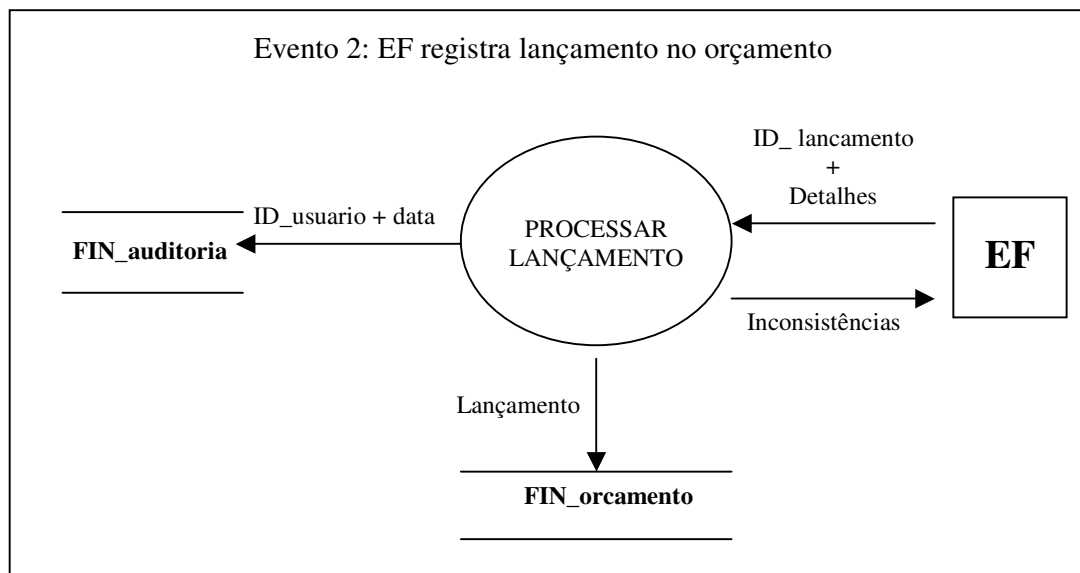 Evento 2: EF registra lançamento no orçamento
ID_ lancamento
+
Detalhes
ID_usuario + data
FIN_auditoria
PROCESSAR
LANÇAMENTO
EF
Inconsistências
Lançamento
FIN_orcamento